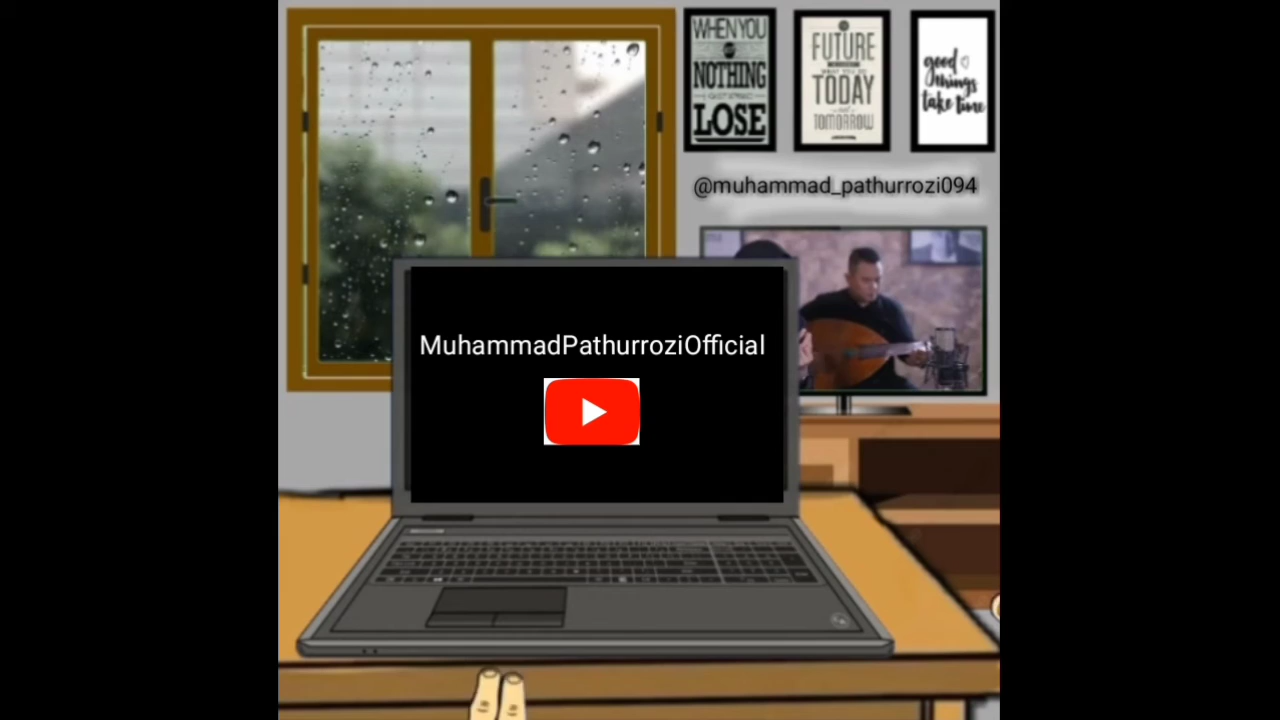 WHEN YOU
NOTHING
LOSE
FUTURE
TODAY
TOMORROW
good
things
take time
@muhammad_pathurrozi094
MuhammadPathurroziOfficial